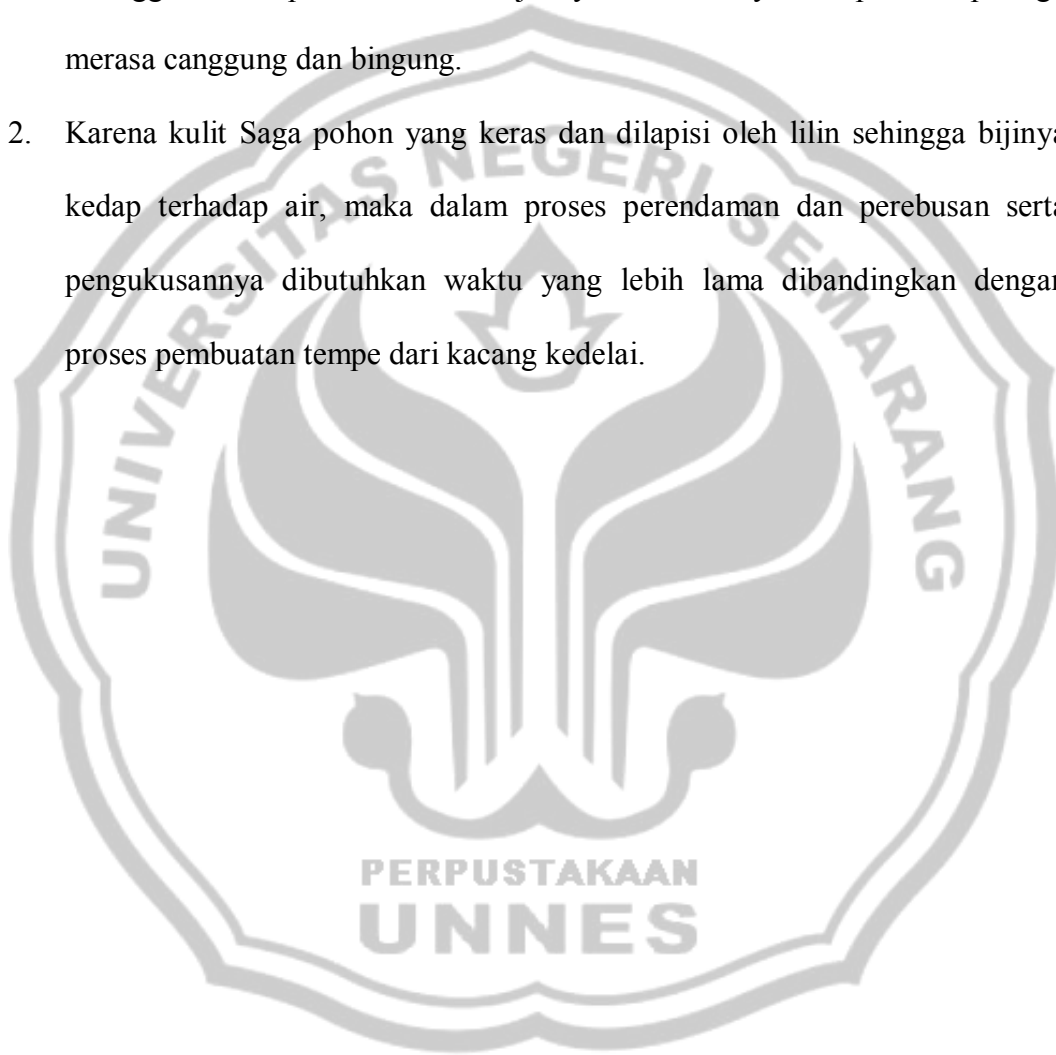 merasa canggung dan bingung.
2. Karena kulit Saga pohon yang keras dan dilapisi oleh lilin sehingga bijinya
kedap terhadap air, maka dalam proses perendaman dan perebusan serta
pengukusannya dibutuhkan waktu yang lebih lama dibandingkan dengan
proses pembuatan tempe dari kacang kedelai.
UNIVERSITAS NEGERI SEMARANG
PERPUSTAKAAN
UNNES